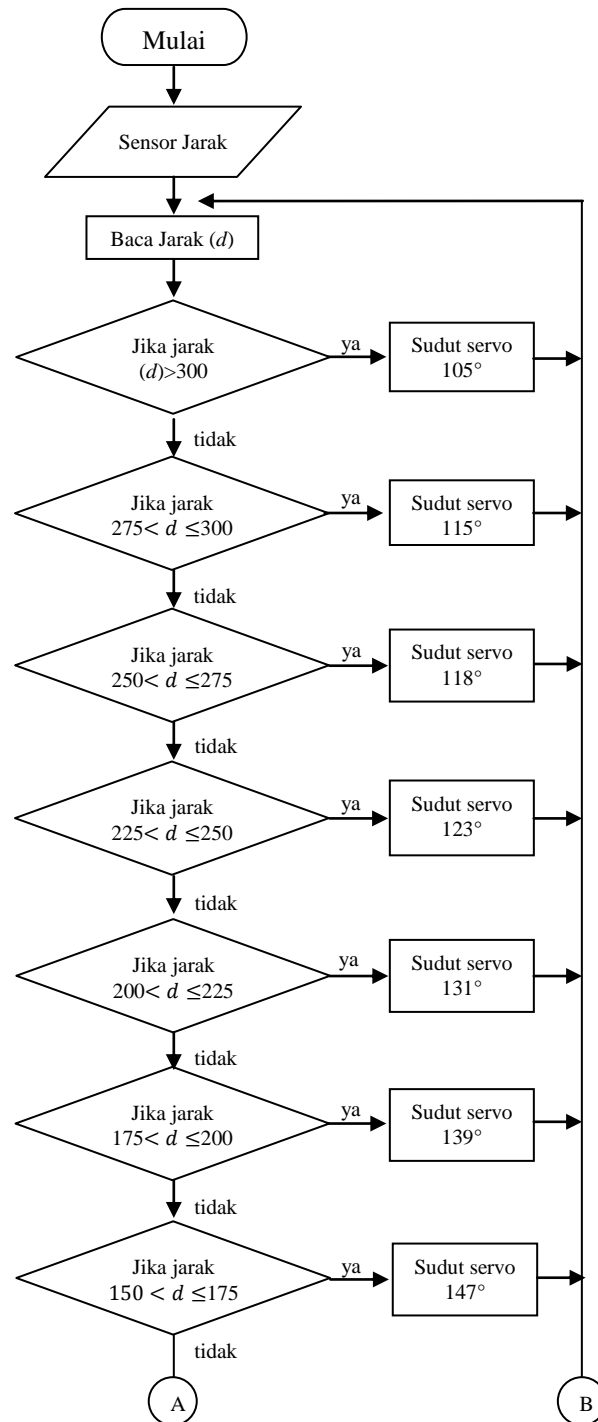 Mulai
Sensor Jarak
Baca Jarak (d)
Jika jarak
(d)>300
ya
Sudut servo
105°
tidak
Jika jarak
275< d ≤300
ya
Sudut servo
115°
tidak
Jika jarak
250< d ≤275
ya
Sudut servo
118°
tidak
Jika jarak
225< d ≤250
ya
Sudut servo
123°
tidak
Jika jarak
200< d ≤225
ya
Sudut servo
131°
tidak
Jika jarak
175< d ≤200
ya
Sudut servo
139°
tidak
Jika jarak
150 < d ≤175
ya
Sudut servo
147°
tidak
A
B